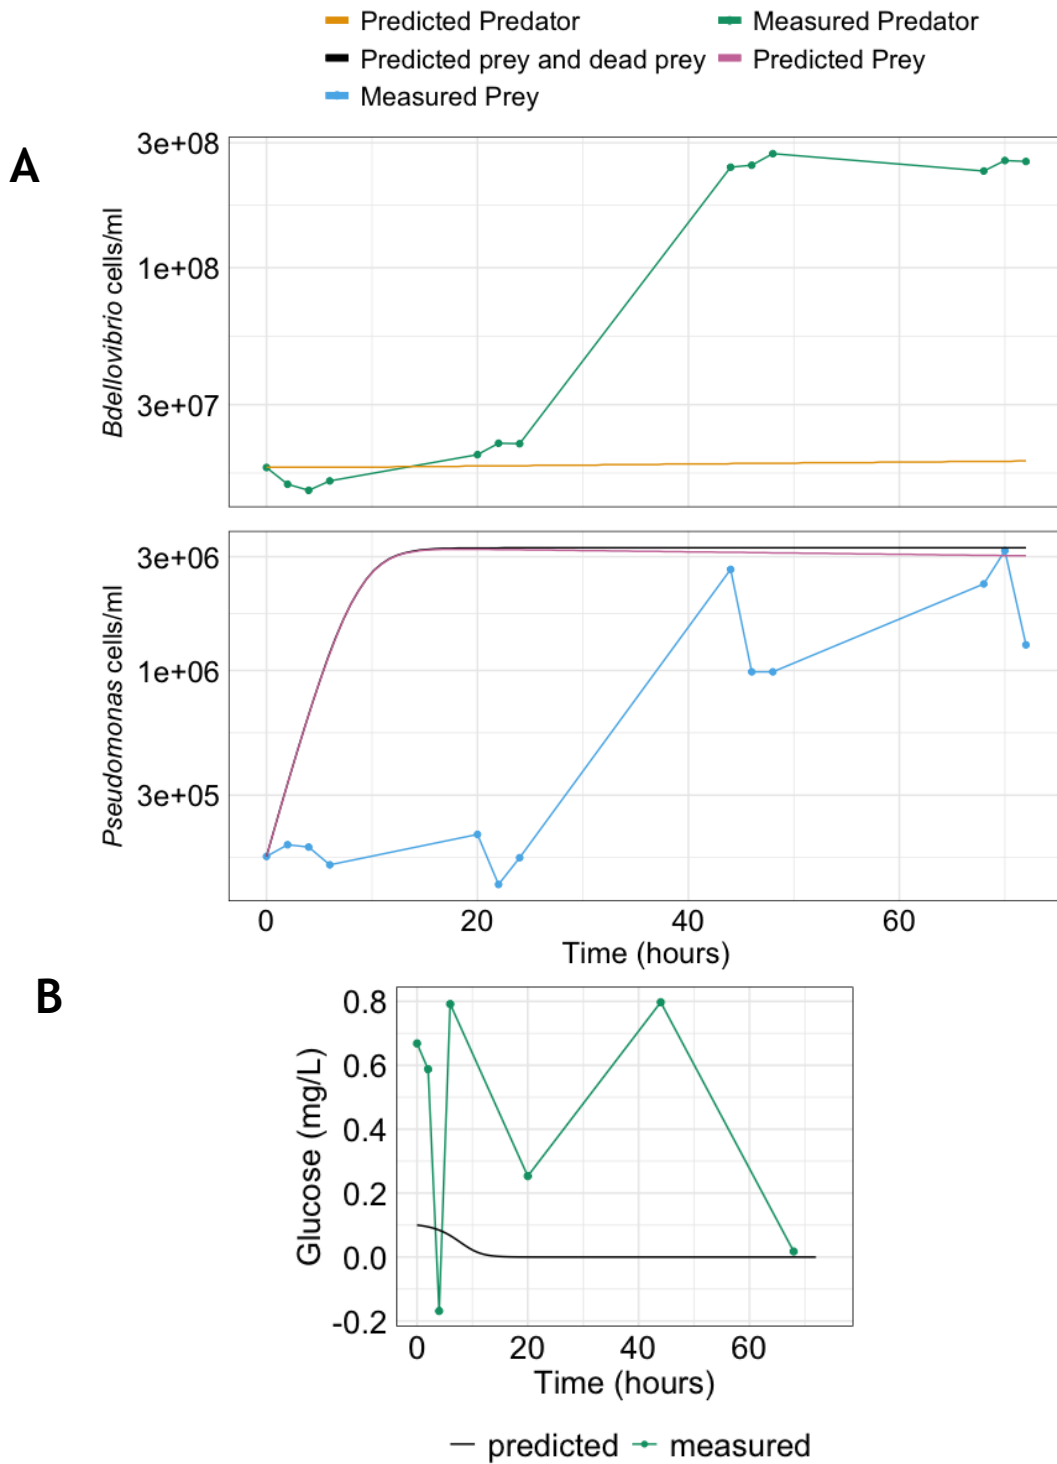 Predicted Predator
Measured Predator
Predicted prey and dead prey
Predicted Prey
Measured Prey
A
3e+08
1e+08
3e+07
Bdellovibrio cells/ml
3e+06
1e+06
3e+05
Pseudomonas cells/ml
0 20 40 60
Time (hours)
B
0.8
0.6
0.4
0.2
0.0
-0.2
Glucose (mg/L)
0 20 40 60
Time (hours)
predicted measured